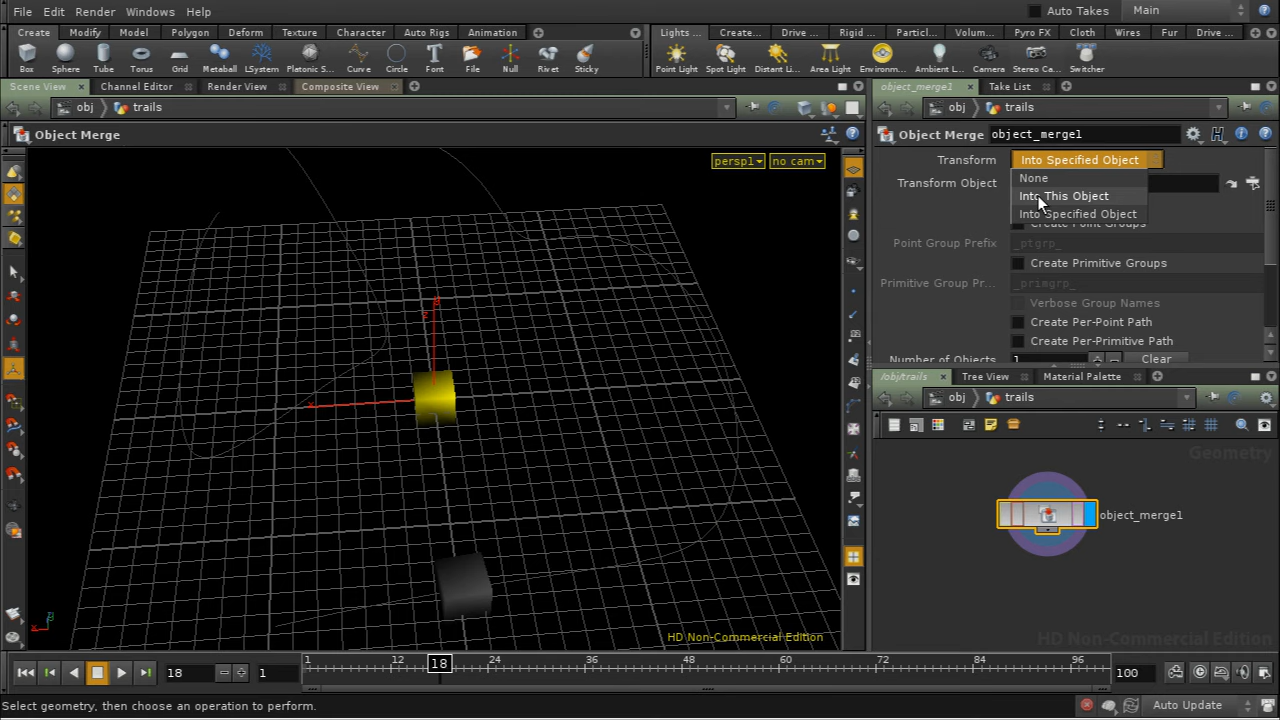 File Edit Render Windows Help Auto Takes Main
Create Modify Model Polygon Deform Texture Character Auto Rigs Animation Lights ... Create... Drive ... Rigid ... Particl... Volum... Pyro FX Cloth Wires Fur Drive ...
Box Sphere Tube Torus Grid Metaball LSystem Platonic S... Curve Circle Font File Null Rivet Sticky Point Light Spot Light Distant Li... Area Light Environm... Ambient L... Camera Stereo Ca... Switcher
Scene View Channel Editor Render View Composite View object_merge1 Take List
obj trails obj trails
Object Merge Object Merge object_merge1
persp1 no cam Transform Into Specified Object
None
Transform Object
Into This Object
Into Specified Object
Create Point Groups
Point Group Prefix _ptgrp_
Create Primitive Groups
Primitive Group Pr... _primgrp_
Verbose Group Names
Create Per-Point Path
Create Per-Primitive Path
Number of Objects 1 Clear
/obj/trails Tree View Material Palette
obj trails
Geometry
object_merge1
x
z
HD Non-Commercial Edition HD Non-Commercial Edition
18 1 1 12 18 24 36 48 60 72 84 96 100
Select geometry, then choose an operation to perform. Auto Update